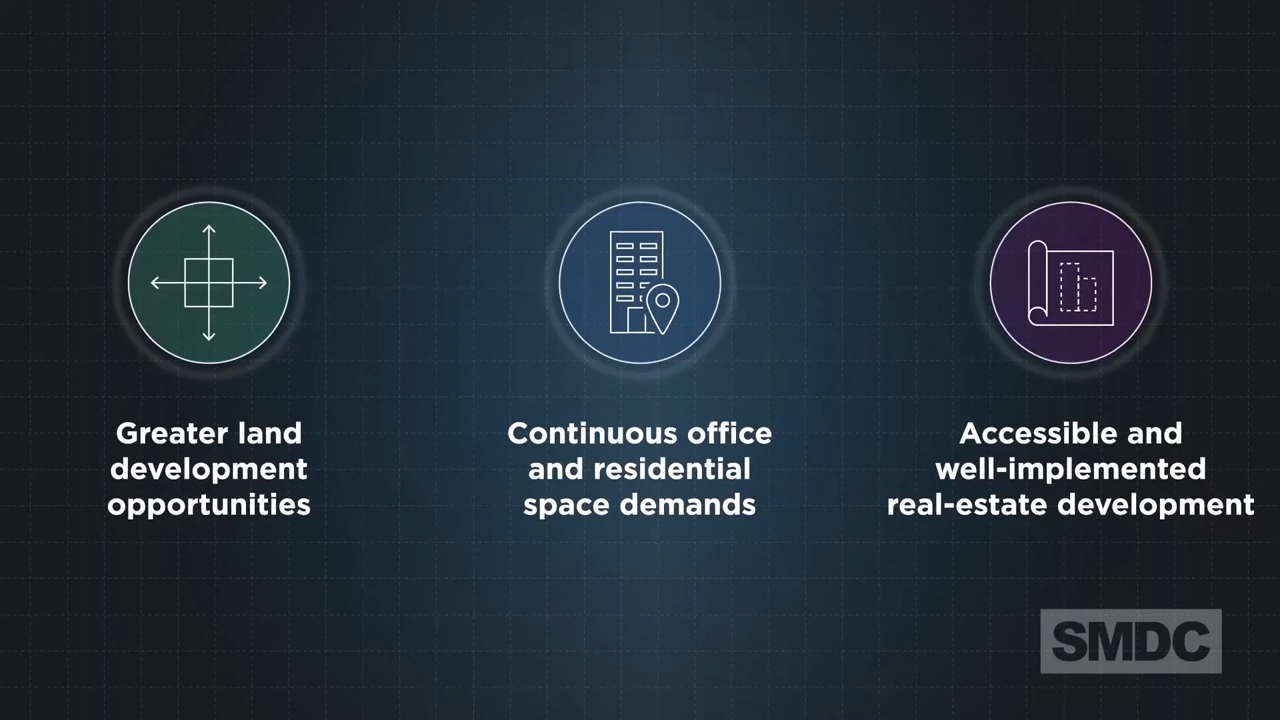 Greater land
development
opportunities
Continuous office
and residential
space demands
Accessible and
well-implemented
real-estate development
SMDC